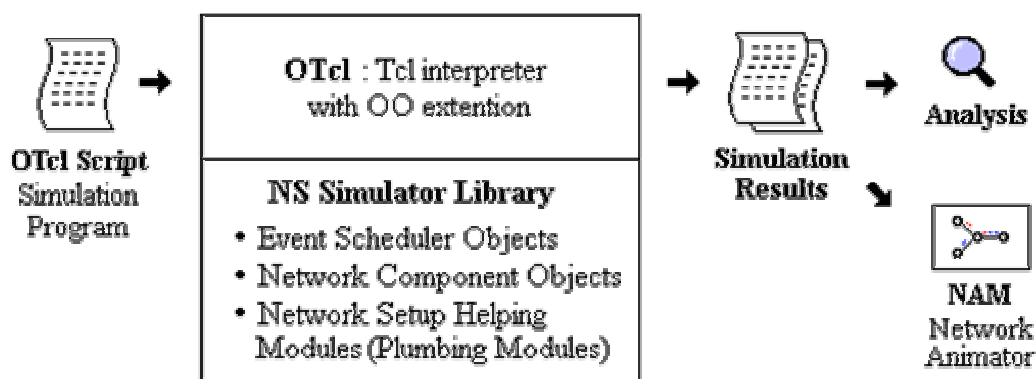 OTcl Script
Simulation
Program
OTcl : Tcl interpreter
with OO extention
NS Simulator Library
• Event Scheduler Objects
• Network Component Objects
• Network Setup Helping
Modules (Plumbing Modules)
Simulation
Results
Analysis
NAM
Network
Animator